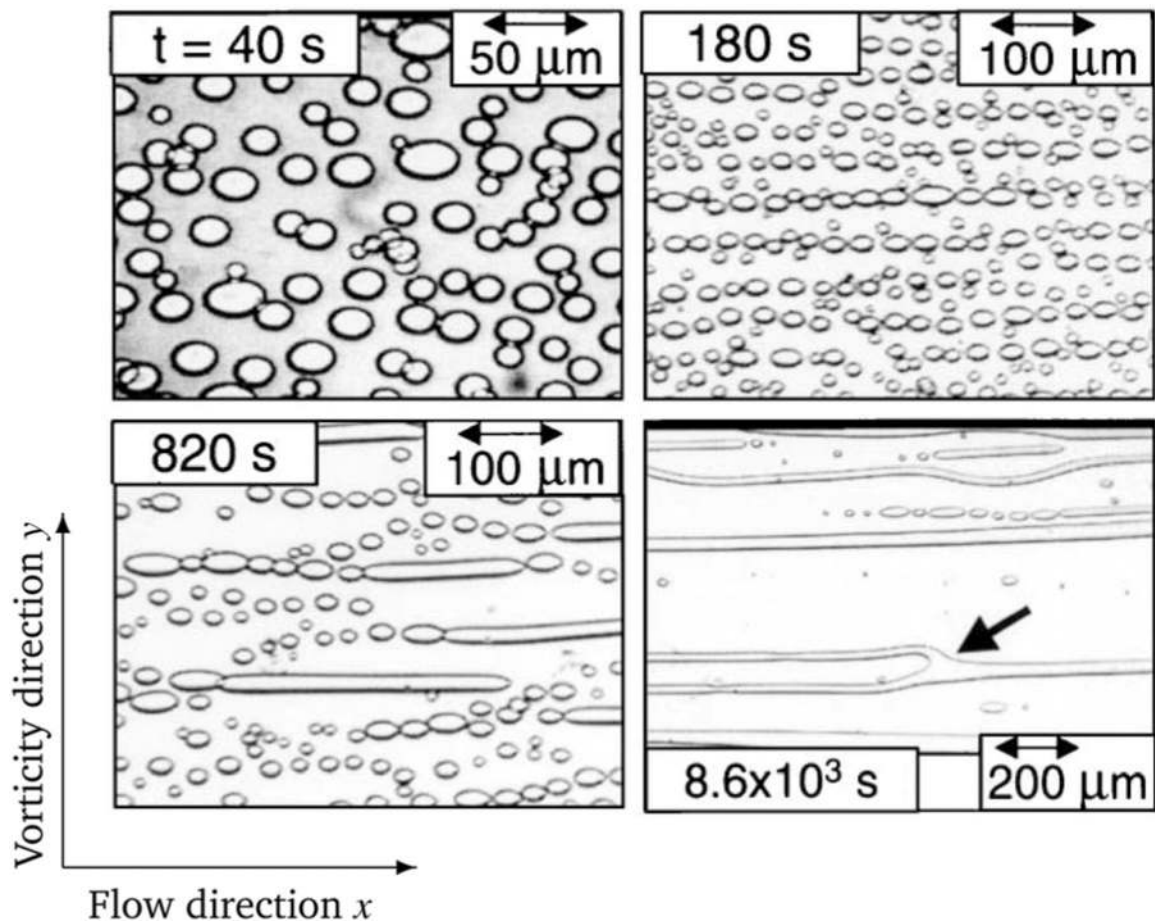 t = 40 s
50 μm
180 s
100 μm
820 s
100 μm
8.6x10³ s
200 μm
Vorticity direction y
Flow direction x